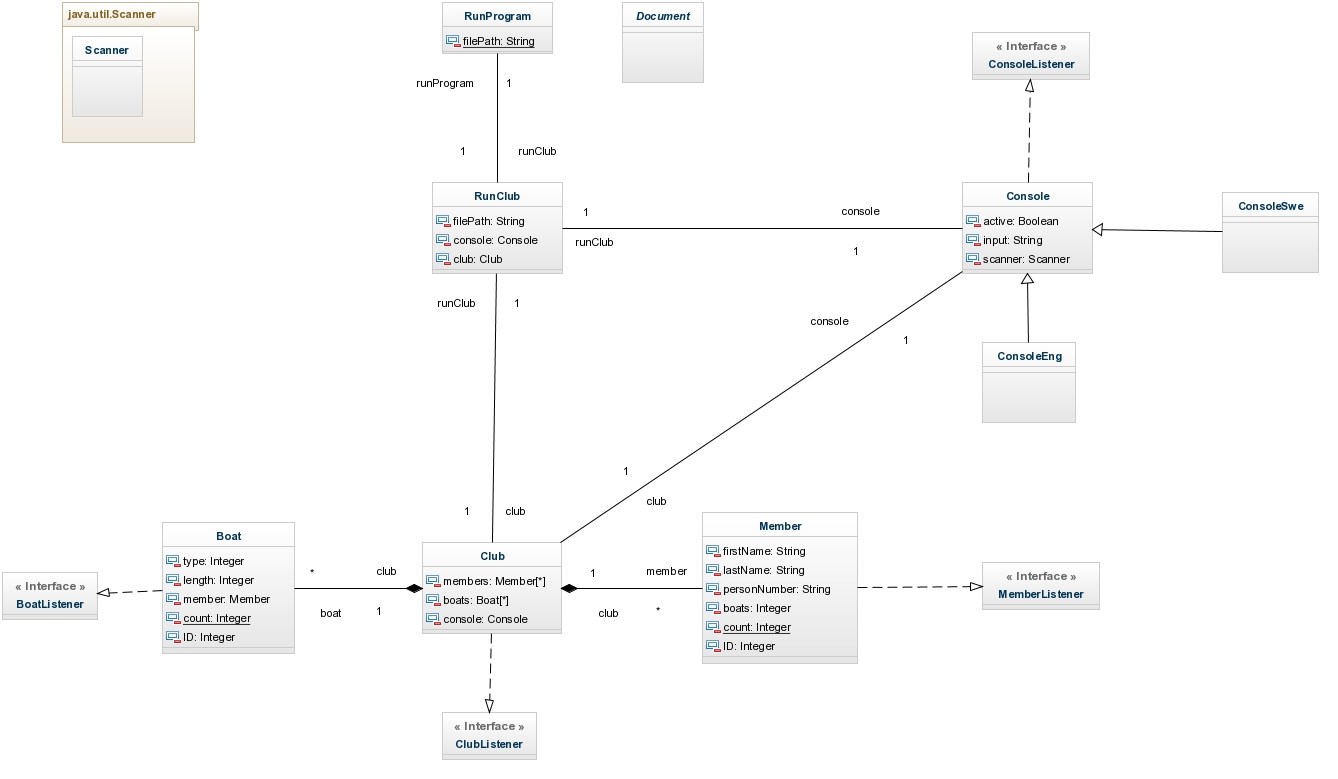 java.util.Scanner
Scanner
RunProgram
filePath: String
Document
« Interface »
ConsoleListener
runProgram
1
1
runClub
RunClub
filePath: String
console: Console
club: Club
1
console
runClub
1
Console
active: Boolean
input: String
scanner: Scanner
ConsoleSwe
runClub
1
console
1
ConsoleEng
1
club
1
club
Boat
type: Integer
length: Integer
member: Member
count: Integer
ID: Integer
« Interface »
BoatListener
*
club
boat
1
Club
members: Member[*]
boats: Boat[*]
console: Console
1
member
club
*
Member
firstName: String
lastName: String
personNumber: String
boats: Integer
count: Integer
ID: Integer
« Interface »
MemberListener
« Interface »
ClubListener